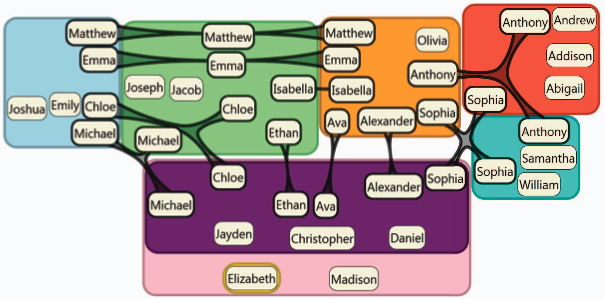 Matthew Matthew Matthew Anthony Andrew
Emma Emma Emma Olivia Addison
Joseph Jacob Isabella Isabella Anthony Abigail
Joshua Emily Chloe Chloe Sophia Sophia
Michael Michael Ethan Ava Alexander Anthony
Chloe Sophia Sophia Samantha
Michael Ethan Ava Alexander William
Jayden Christopher Daniel
Elizabeth Madison